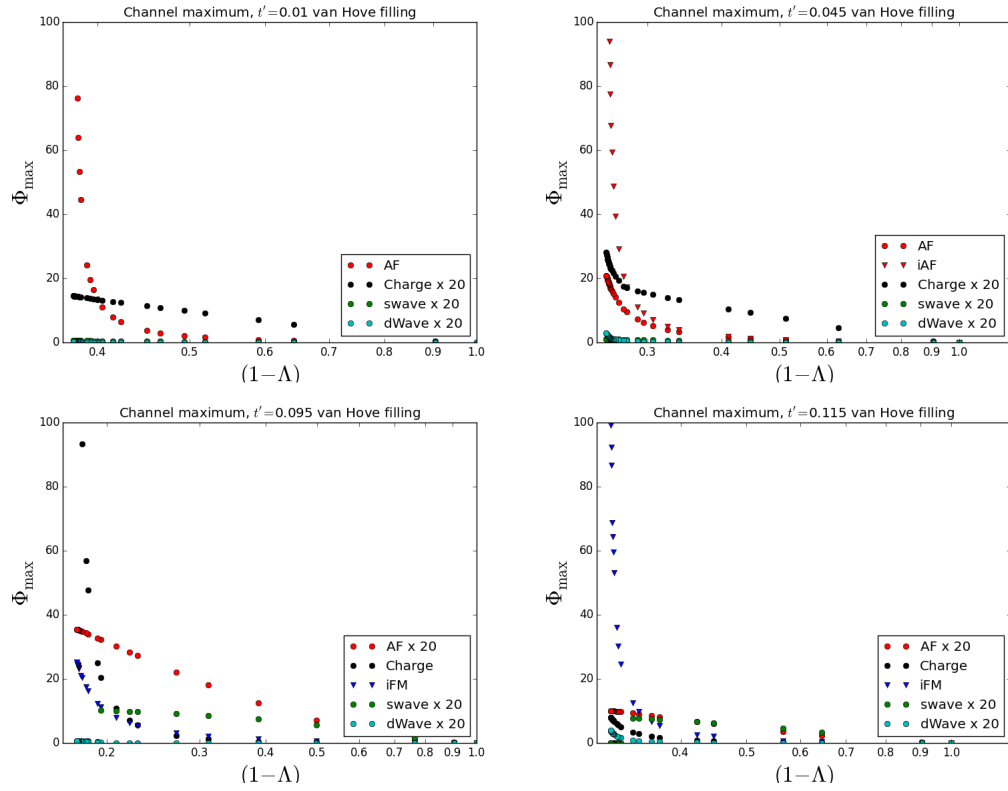 Channel maximum, t′=0.01 van Hove filling
100
80
60
40
20
0
Φmax
AF
Charge x 20
swave x 20
dWave x 20
0.4 0.5 0.6 0.7 0.8 0.9 1.0
(1−Λ)
Channel maximum, t′=0.045 van Hove filling
100
80
60
40
20
0
Φmax
AF
iAF
Charge x 20
swave x 20
dWave x 20
0.3 0.4 0.5 0.6 0.7 0.8 0.9 1.0
(1−Λ)
Channel maximum, t′=0.095 van Hove filling
100
80
60
40
20
0
Φmax
AF x 20
Charge
iFM
swave x 20
dWave x 20
0.2 0.3 0.4 0.5 0.6 0.7 0.8 0.9 1.0
(1−Λ)
Channel maximum, t′=0.115 van Hove filling
100
80
60
40
20
0
Φmax
AF x 20
Charge
iFM
swave x 20
dWave x 20
0.4 0.5 0.6 0.7 0.8 0.9 1.0
(1−Λ)